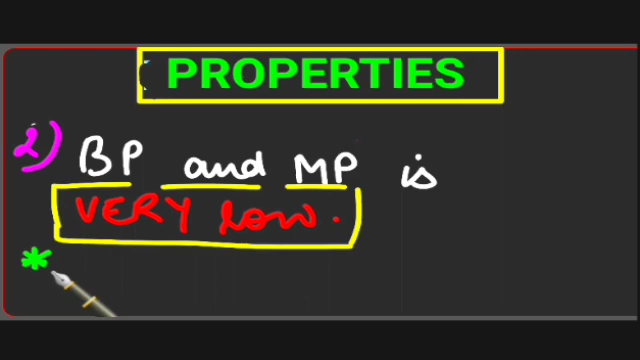 PROPERTIES
2) BP and MP is
VERY low.
*